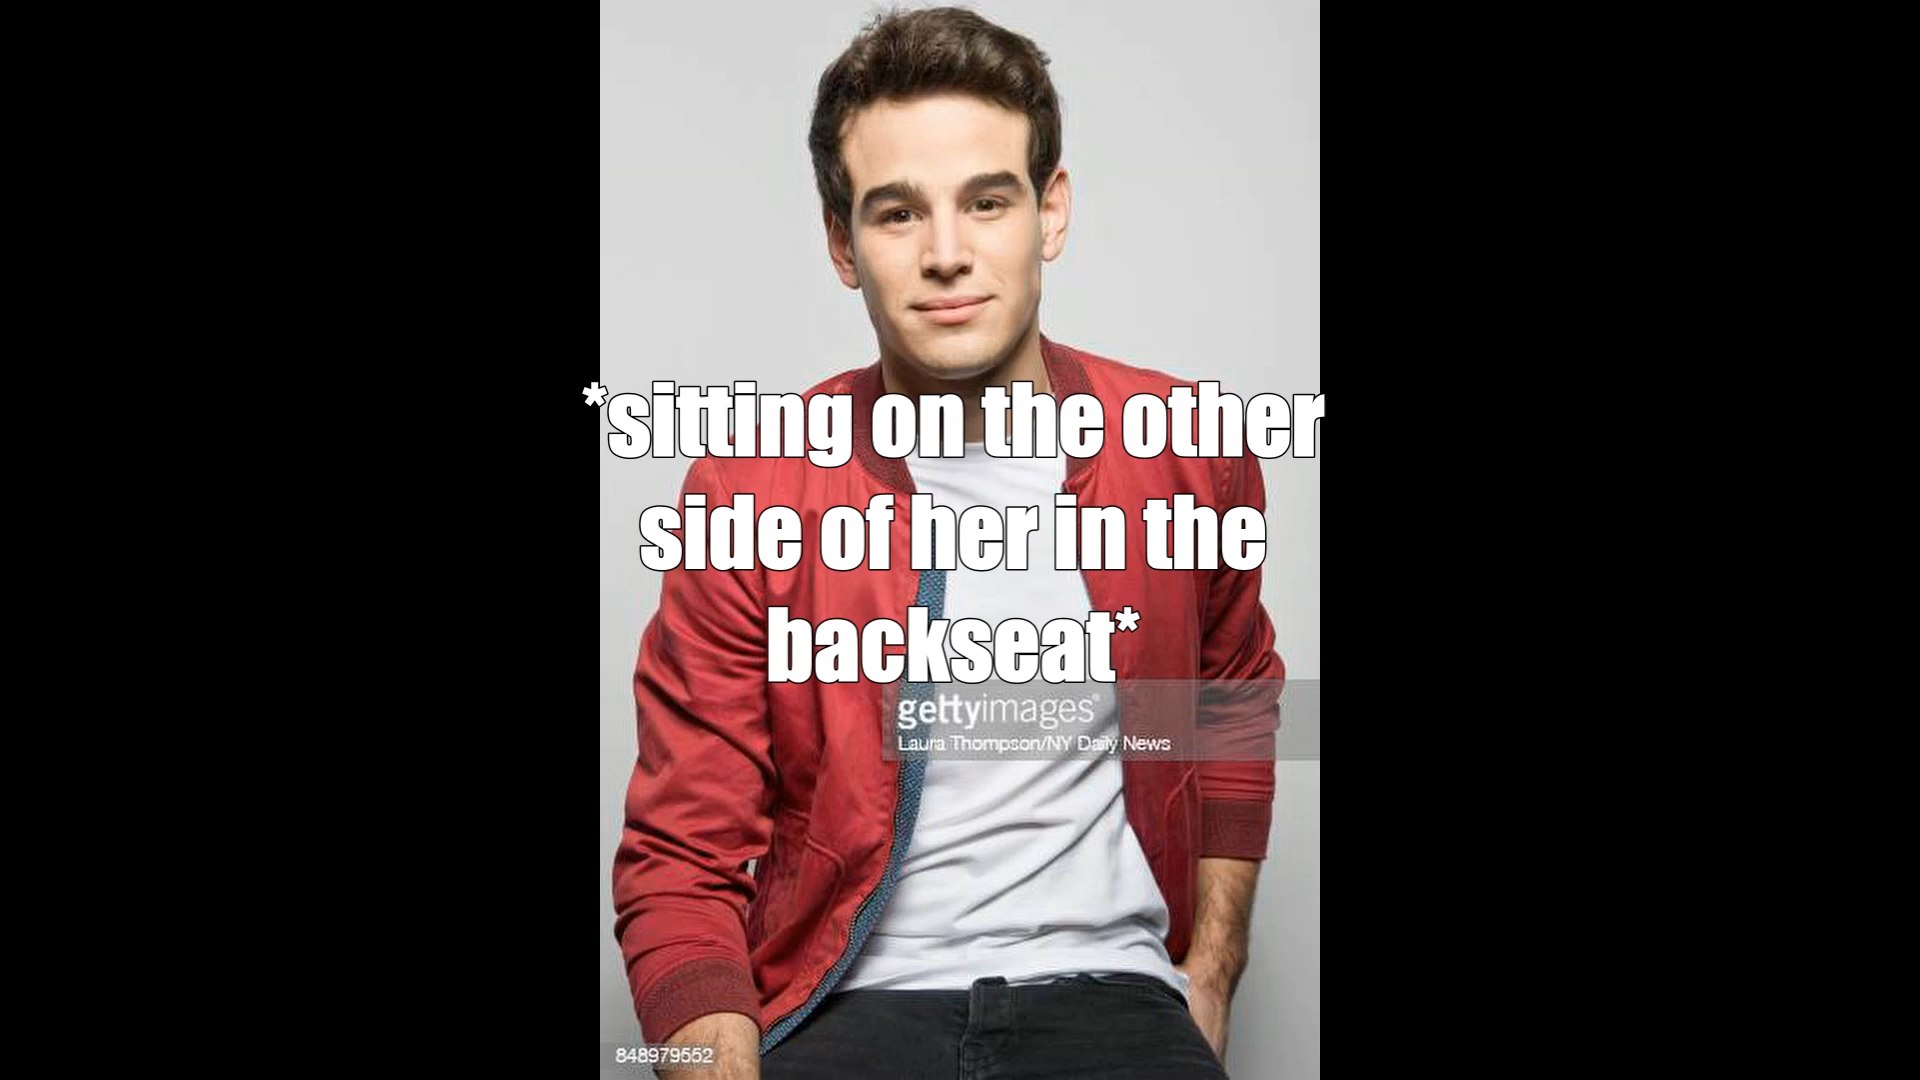 *sitting on the other
side of her in the
backseat*
gettyimages®
Laura Thompson/NY Daily News
848979552